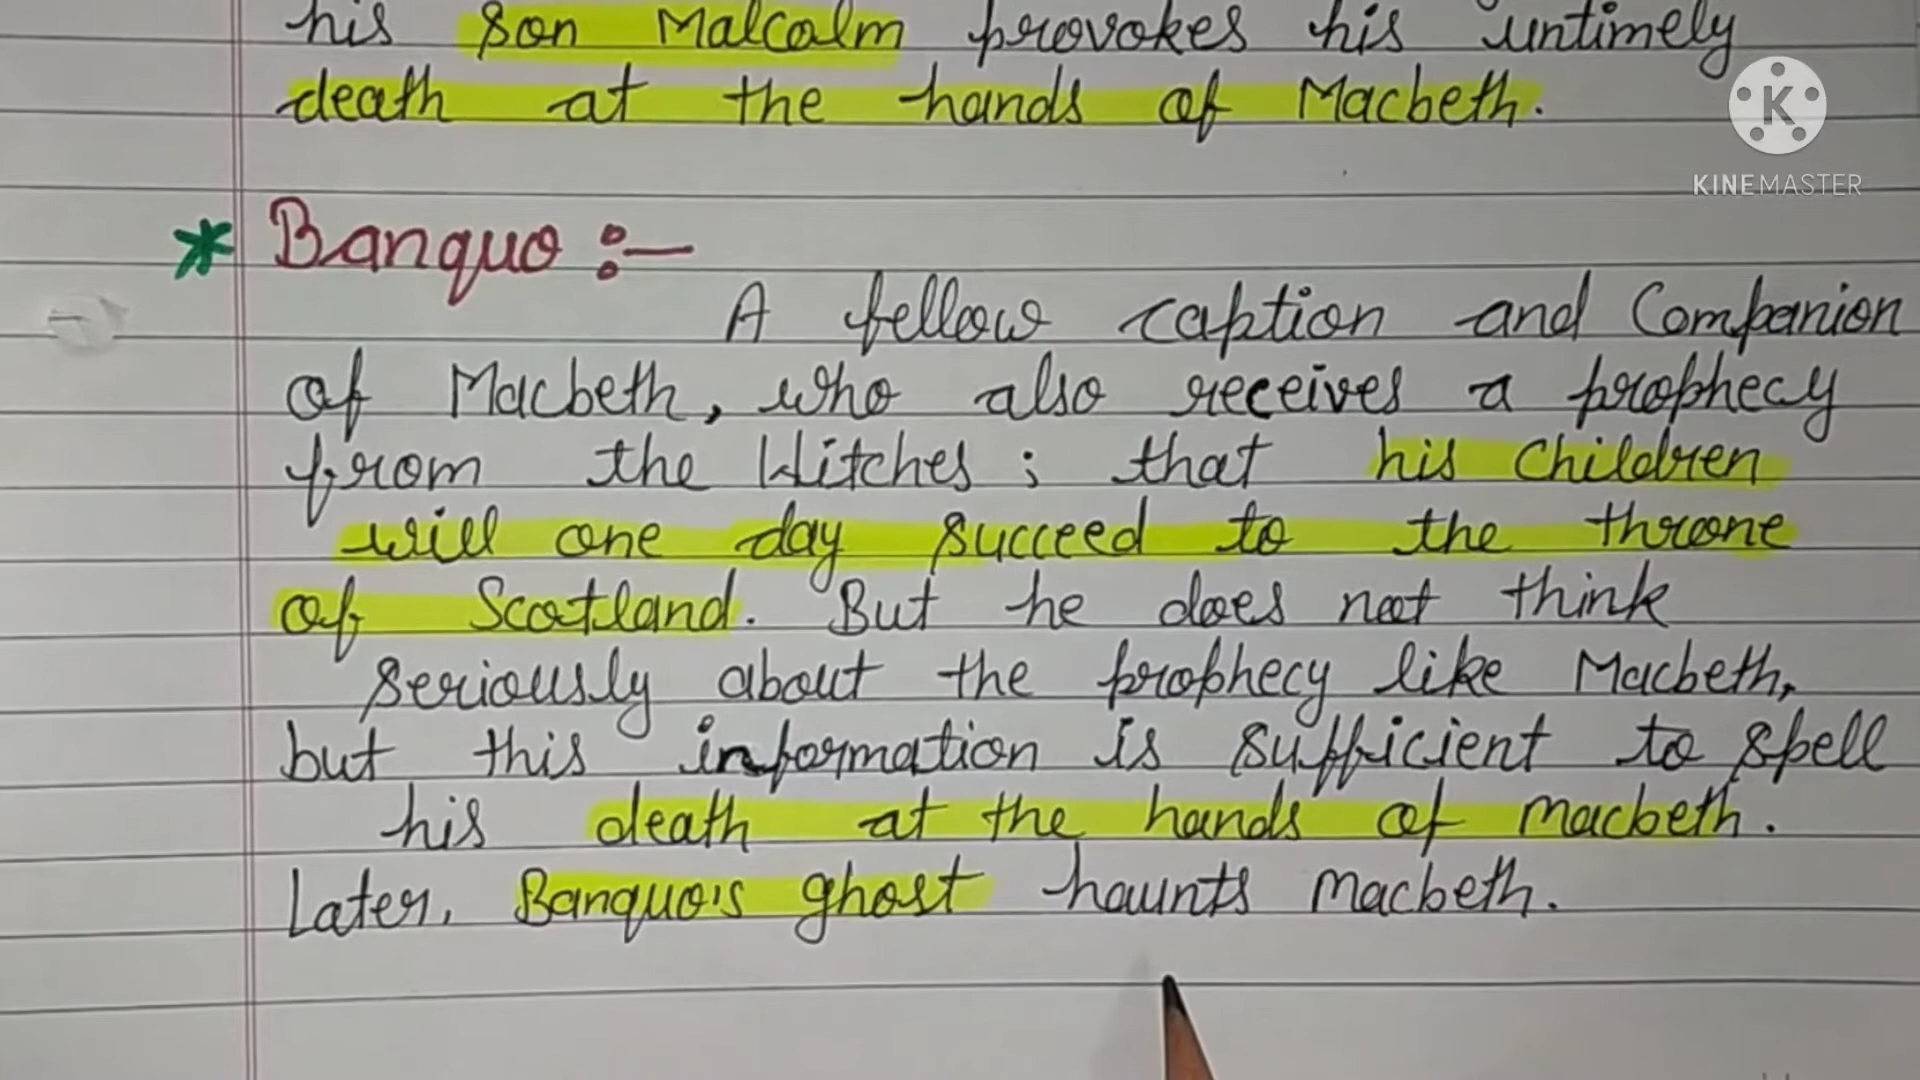 his son Malcolm provokes his untimely
death at the hands of Macbeth.
K
KINEMASTER
* Banquo :-
A fellow caption and Companion
of Macbeth, who also receives a prophecy
from the Witches ; that his children
will one day succeed to the throne
of Scotland. But he does not think
seriously about the prophecy like Macbeth,
but this information is sufficient to spell
his death at the hands of Macbeth.
Later, Banquo's ghost haunts Macbeth.